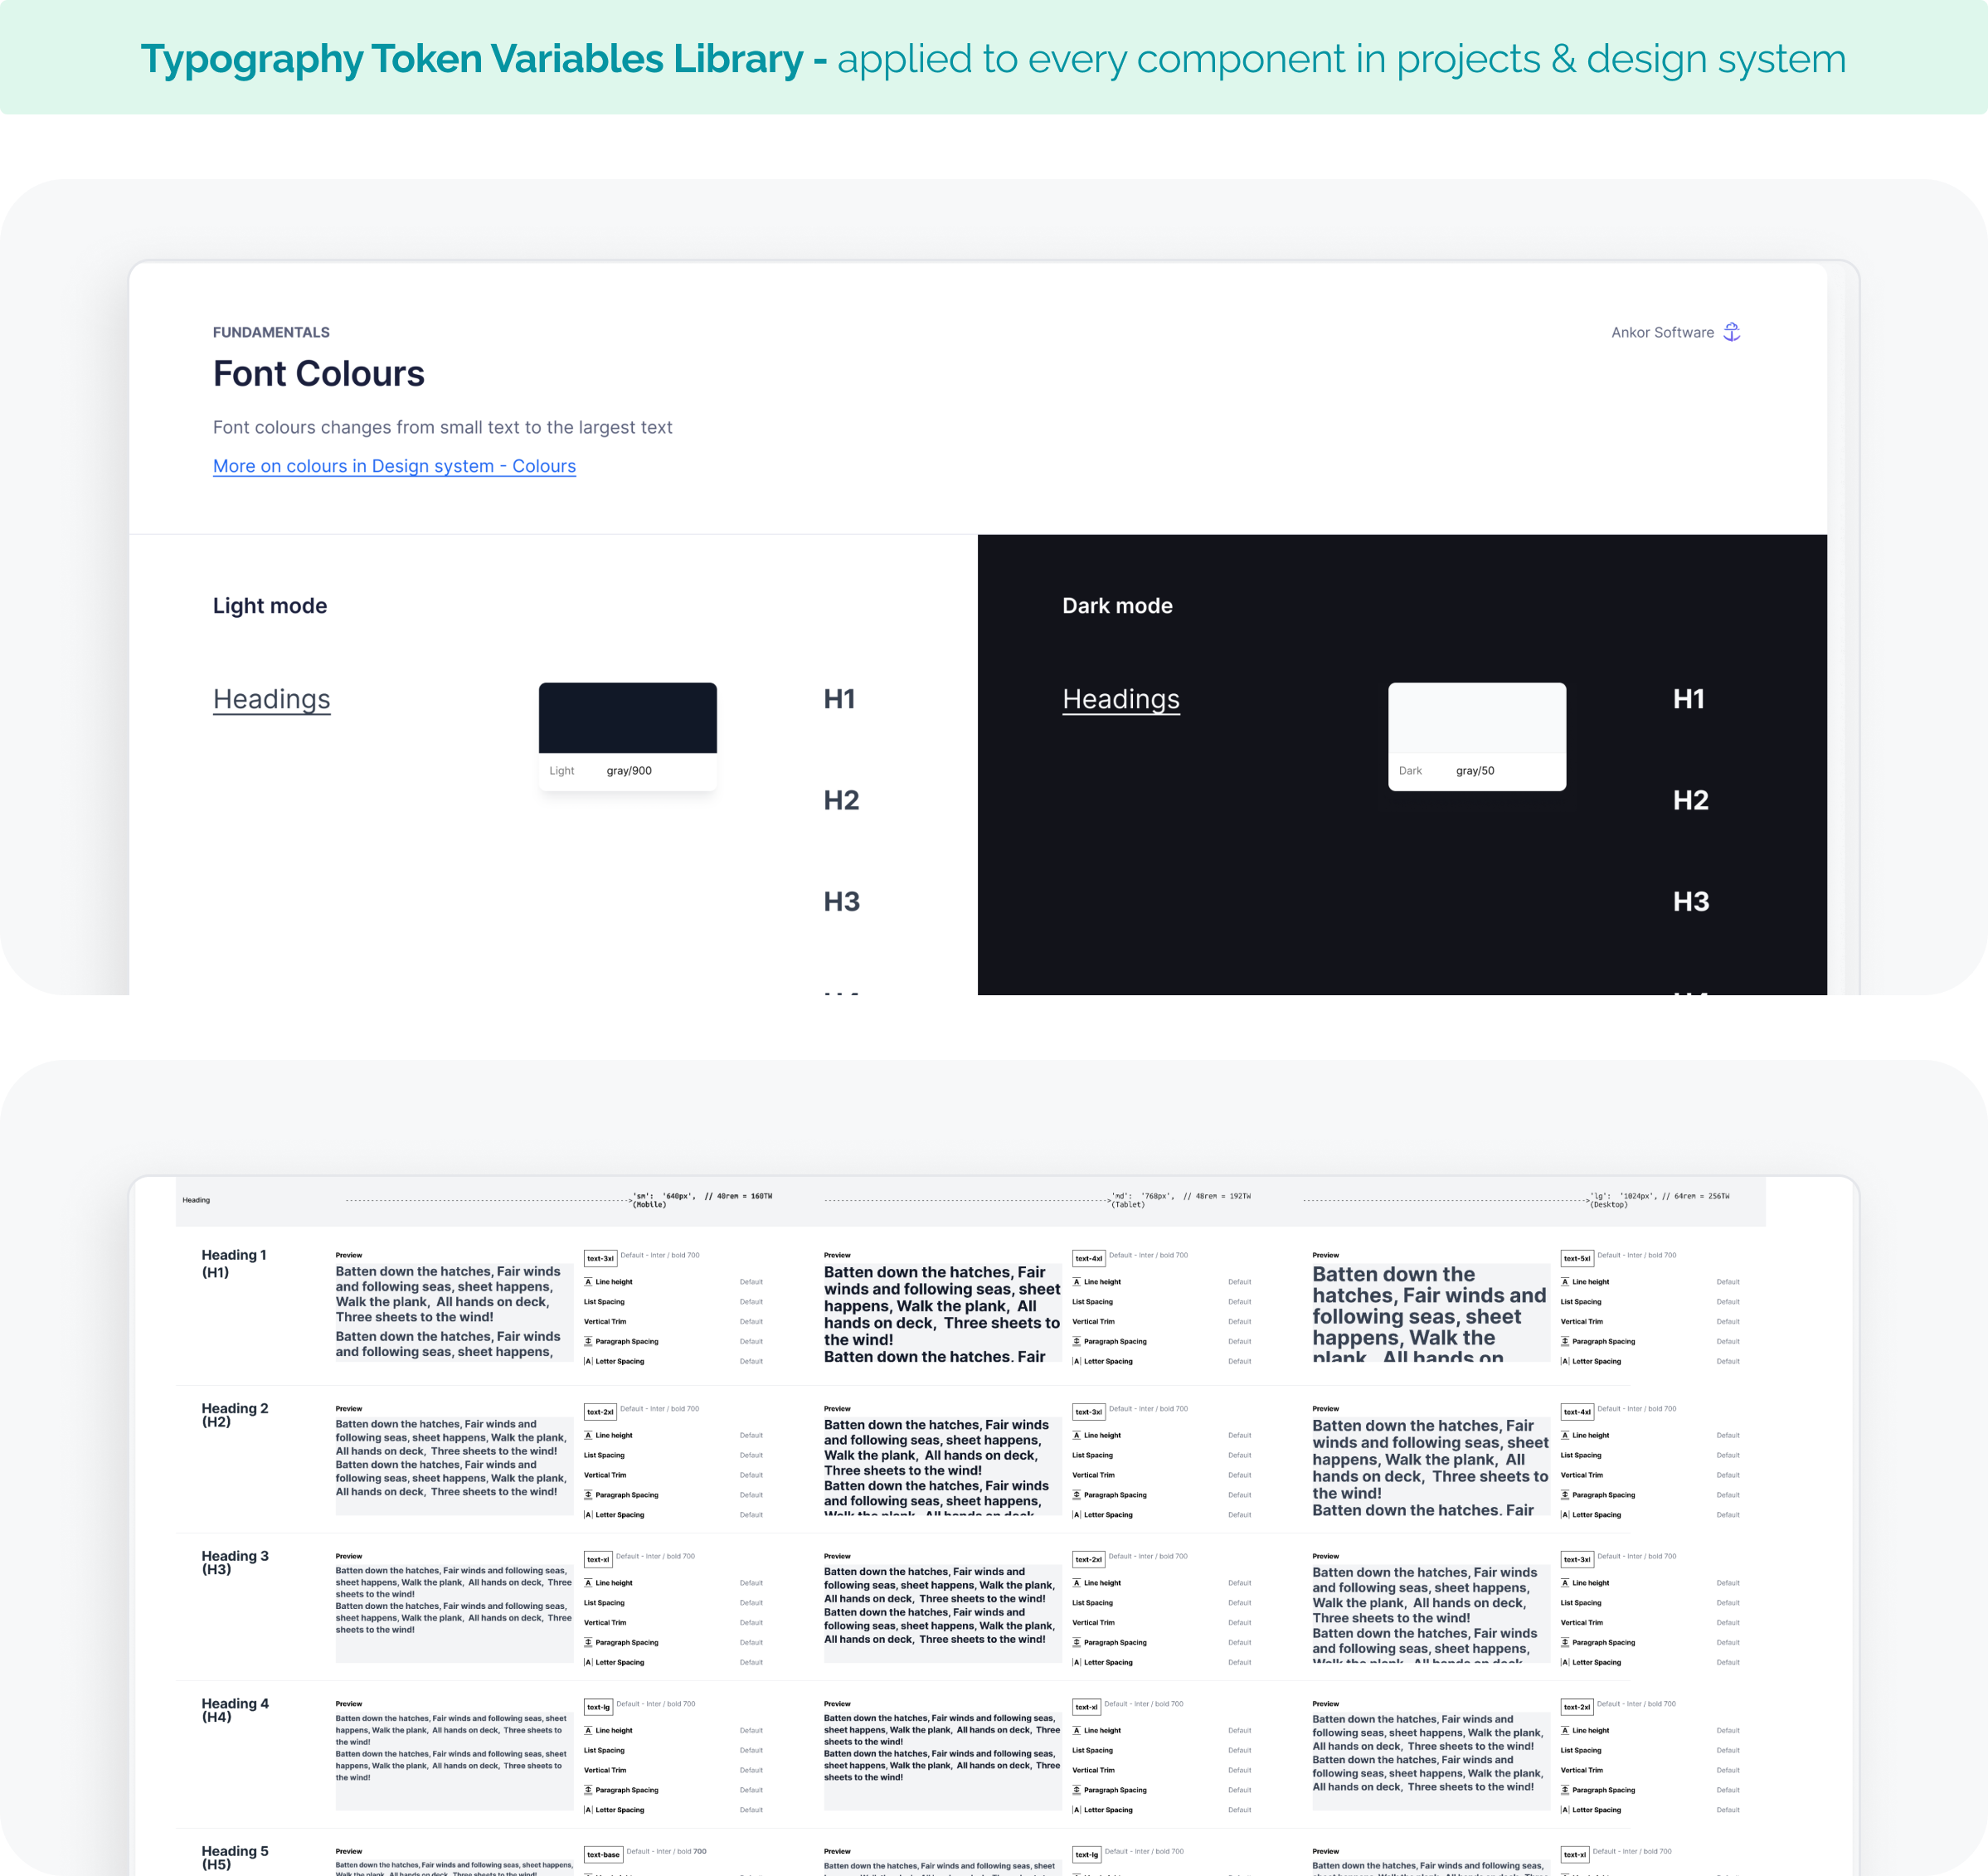 Typography Token Variables Library - applied to every component in projects & design system
FUNDAMENTALS
Ankor Software
Font Colours
Font colours changes from small text to the largest text
More on colours in Design system - Colours
Light mode
Headings
Light gray/900
H1
H2
H3
Dark mode
Headings
Dark gray/50
H1
H2
H3
Heading
'sm': '640px', // 40rem = 160TW
(Mobile)
'md': '768px', // 48rem = 192TW
(Tablet)
'lg': '1024px', // 64rem = 256TW
(Desktop)
Heading 1
(H1)
Preview
Batten down the hatches, Fair winds
and following seas, sheet happens,
Walk the plank, All hands on deck,
Three sheets to the wind!
Batten down the hatches, Fair winds
and following seas, sheet happens,
text-3xl Default - Inter / bold 700
Line height Default
List Spacing Default
Vertical Trim Default
Paragraph Spacing Default
Letter Spacing Default
Preview
Batten down the hatches, Fair
winds and following seas, sheet
happens, Walk the plank, All
hands on deck, Three sheets to
the wind!
Batten down the hatches, Fair
text-4xl Default - Inter / bold 700
Line height Default
List Spacing Default
Vertical Trim Default
Paragraph Spacing Default
Letter Spacing Default
Preview
Batten down the
hatches, Fair winds and
following seas, sheet
happens, Walk the
plank, All hands on
text-5xl Default - Inter / bold 700
Line height Default
List Spacing Default
Vertical Trim Default
Paragraph Spacing Default
Letter Spacing Default
Heading 2
(H2)
Preview
Batten down the hatches, Fair winds and
following seas, sheet happens, Walk the plank,
All hands on deck, Three sheets to the wind!
Batten down the hatches, Fair winds and
following seas, sheet happens, Walk the plank,
All hands on deck, Three sheets to the wind!
text-2xl Default - Inter / bold 700
Line height Default
List Spacing Default
Vertical Trim Default
Paragraph Spacing Default
Letter Spacing Default
Preview
Batten down the hatches, Fair winds
and following seas, sheet happens,
Walk the plank, All hands on deck,
Three sheets to the wind!
Batten down the hatches, Fair winds
and following seas, sheet happens,
text-3xl Default - Inter / bold 700
Line height Default
List Spacing Default
Vertical Trim Default
Paragraph Spacing Default
Letter Spacing Default
Preview
Batten down the hatches, Fair
winds and following seas, sheet
happens, Walk the plank, All
hands on deck, Three sheets to
the wind!
Batten down the hatches, Fair
text-4xl Default - Inter / bold 700
Line height Default
List Spacing Default
Vertical Trim Default
Paragraph Spacing Default
Letter Spacing Default
Heading 3
(H3)
Preview
Batten down the hatches, Fair winds and following seas,
sheet happens, Walk the plank, All hands on deck, Three
sheets to the wind!
Batten down the hatches, Fair winds and following seas,
sheet happens, Walk the plank, All hands on deck, Three
sheets to the wind!
text-xl Default - Inter / bold 700
Line height Default
List Spacing Default
Vertical Trim Default
Paragraph Spacing Default
Letter Spacing Default
Preview
Batten down the hatches, Fair winds and
following seas, sheet happens, Walk the plank,
All hands on deck, Three sheets to the wind!
Batten down the hatches, Fair winds and
following seas, sheet happens, Walk the plank,
All hands on deck, Three sheets to the wind!
text-2xl Default - Inter / bold 700
Line height Default
List Spacing Default
Vertical Trim Default
Paragraph Spacing Default
Letter Spacing Default
Preview
Batten down the hatches, Fair winds
and following seas, sheet happens,
Walk the plank, All hands on deck,
Three sheets to the wind!
Batten down the hatches, Fair winds
and following seas, sheet happens,
text-3xl Default - Inter / bold 700
Line height Default
List Spacing Default
Vertical Trim Default
Paragraph Spacing Default
Letter Spacing Default
Heading 4
(H4)
Preview
Batten down the hatches, Fair winds and following seas, sheet
happens, Walk the plank, All hands on deck, Three sheets to
the wind!
Batten down the hatches, Fair winds and following seas, sheet
happens, Walk the plank, All hands on deck, Three sheets to
the wind!
text-lg Default - Inter / bold 700
Line height Default
List Spacing Default
Vertical Trim Default
Paragraph Spacing Default
Letter Spacing Default
Preview
Batten down the hatches, Fair winds and following seas,
sheet happens, Walk the plank, All hands on deck, Three
sheets to the wind!
Batten down the hatches, Fair winds and following seas,
sheet happens, Walk the plank, All hands on deck, Three
sheets to the wind!
text-xl Default - Inter / bold 700
Line height Default
List Spacing Default
Vertical Trim Default
Paragraph Spacing Default
Letter Spacing Default
Preview
Batten down the hatches, Fair winds and
following seas, sheet happens, Walk the plank,
All hands on deck, Three sheets to the wind!
Batten down the hatches, Fair winds and
following seas, sheet happens, Walk the plank,
All hands on deck, Three sheets to the wind!
text-2xl Default - Inter / bold 700
Line height Default
List Spacing Default
Vertical Trim Default
Paragraph Spacing Default
Letter Spacing Default
Heading 5
(H5)
Preview
Batten down the hatches, Fair winds and following seas, sheet happens,
text-base Default - Inter / bold 700
Preview
Batten down the hatches, Fair winds and following seas, sheet
text-lg Default - Inter / bold 700
Preview
Batten down the hatches, Fair winds and following seas,
text-xl Default - Inter / bold 700